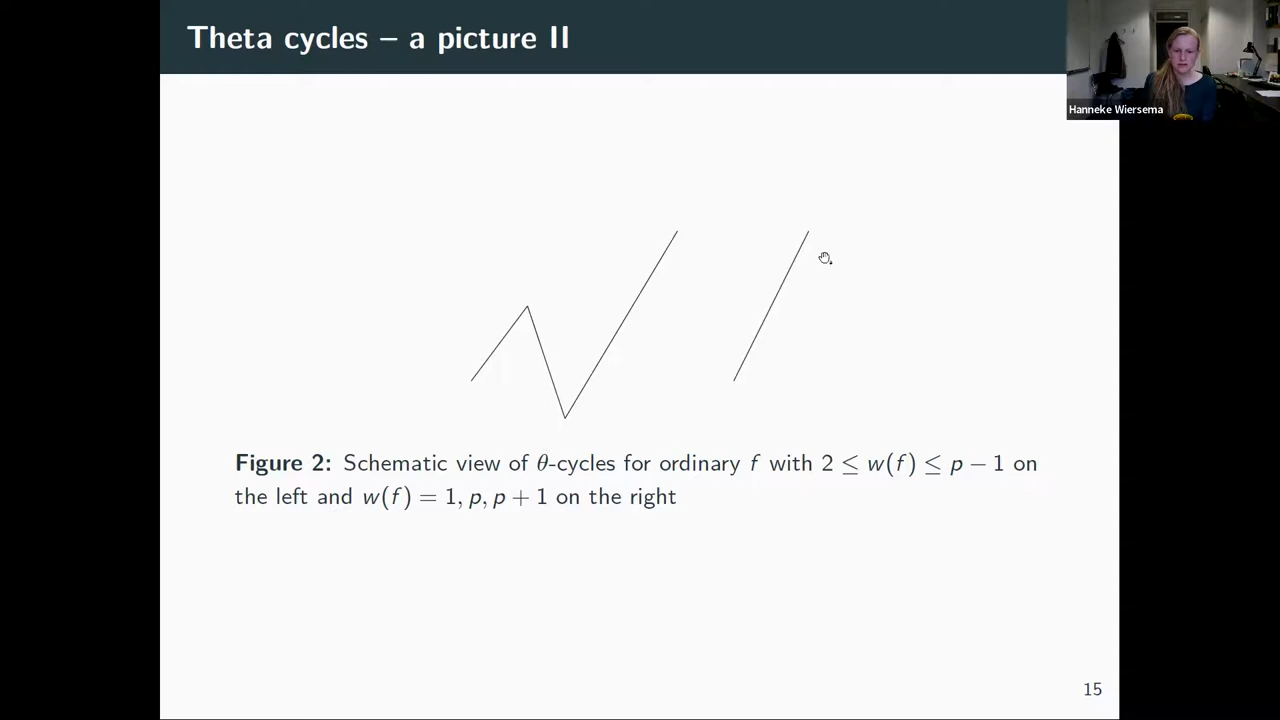 Theta cycles – a picture II
Hanneke Wiersema
Figure 2: Schematic view of θ-cycles for ordinary f with 2 ≤ w(f) ≤ p − 1 on
the left and w(f) = 1, p, p + 1 on the right
15